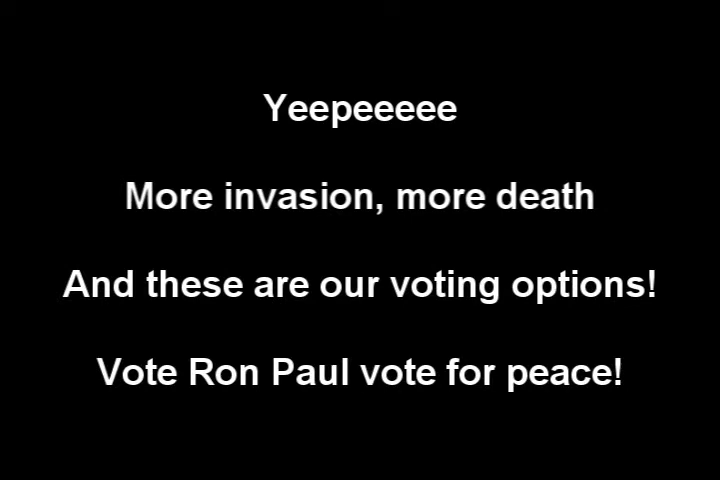 Yeepeeeee
More invasion, more death
And these are our voting options!
Vote Ron Paul vote for peace!